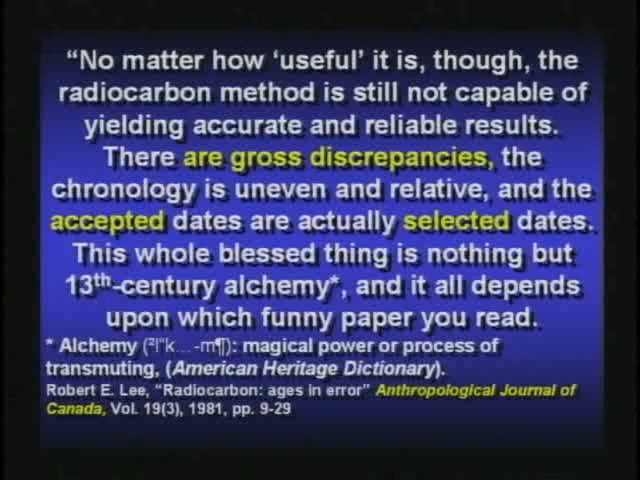 “No matter how ‘useful’ it is, though, the
radiocarbon method is still not capable of
yielding accurate and reliable results.
There are gross discrepancies, the
chronology is uneven and relative, and the
accepted dates are actually selected dates.
This whole blessed thing is nothing but
13th-century alchemy*, and it all depends
upon which funny paper you read.
* Alchemy (²l“k…-m¶): magical power or process of
transmuting, (American Heritage Dictionary).
Robert E. Lee, “Radiocarbon: ages in error” Anthropological Journal of
Canada, Vol. 19(3), 1981, pp. 9-29